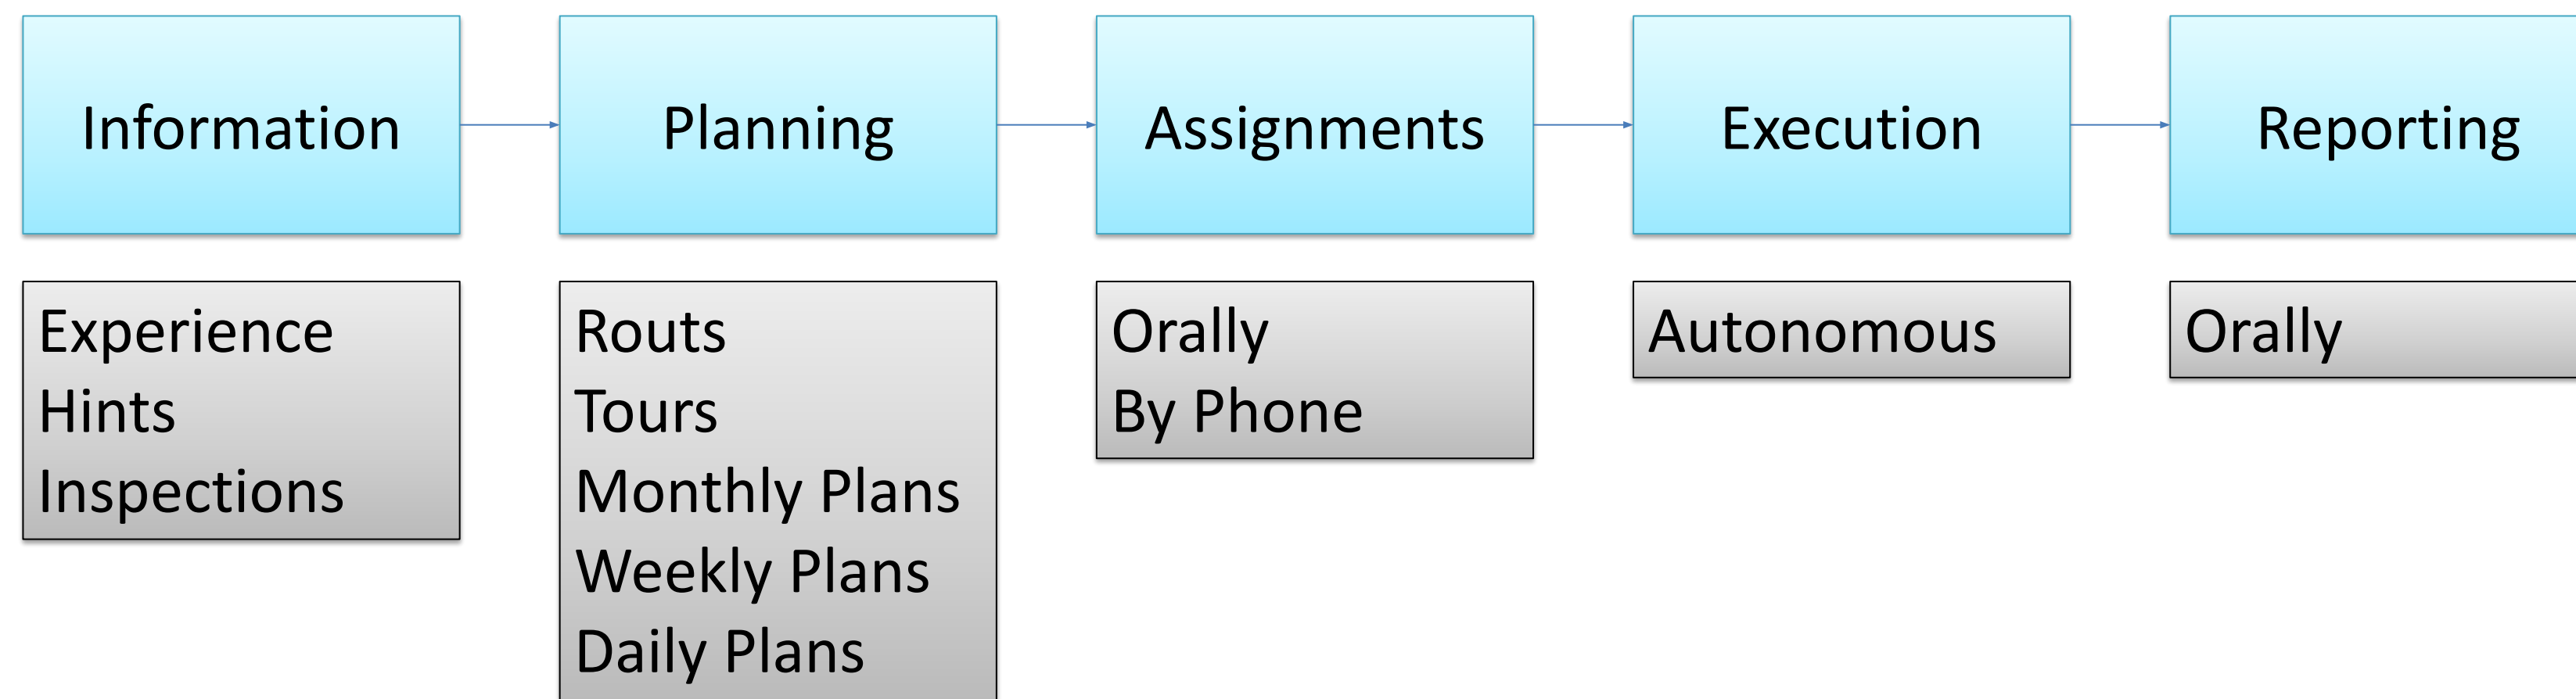 Information
Planning
Assignments
Execution
Reporting
Experience
Hints
Inspections
Routs
Tours
Monthly Plans
Weekly Plans
Daily Plans
Orally
By Phone
Autonomous
Orally